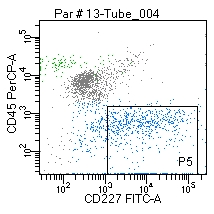 Par # 13-Tube_004
CD45 PerCP-A
10^5
10^4
10^3
10^2
P5
10^2 10^3 10^4 10^5
CD227 FITC-A